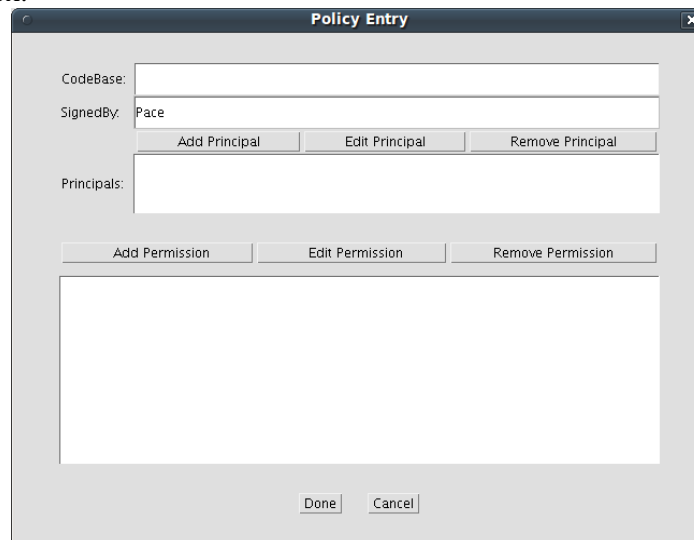 Policy Entry
CodeBase:
SignedBy: Pace
Add Principal Edit Principal Remove Principal
Principals:
Add Permission Edit Permission Remove Permission
Done Cancel